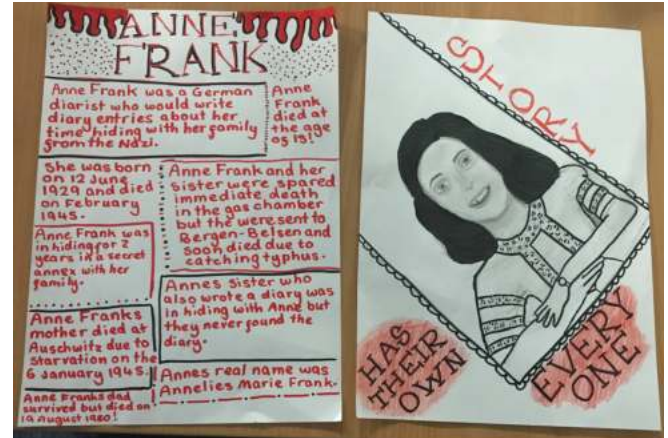 ANNE
FRANK
Anne Frank was a German
diarist who would write
diary entries about her
time hiding with her family
from the Nazi.
Anne
Frank
died at
the age
of 15!
She was born
on 12 June
1929 and died
on February
1945.
Anne Frank and her
sister were spared
immediate death
in the gas chamber
but the were sent to
Bergen-Belsen and
soon died due to
catching typhus.
Anne Frank was
in hiding for 2
years in a secret
annex with her
family.
Annes sister who
also wrote a diary was
in hiding with Anne but
they never found the
diary.
Anne Franks
mother died at
Auschwitz due to
starvation on the
6 January 1945.
Annes real name was
Annelies Marie Frank.
Anne Franks dad
survived but died on
19 August 1980!
STORY
HAS
THEIR
OWN
EVERY
ONE